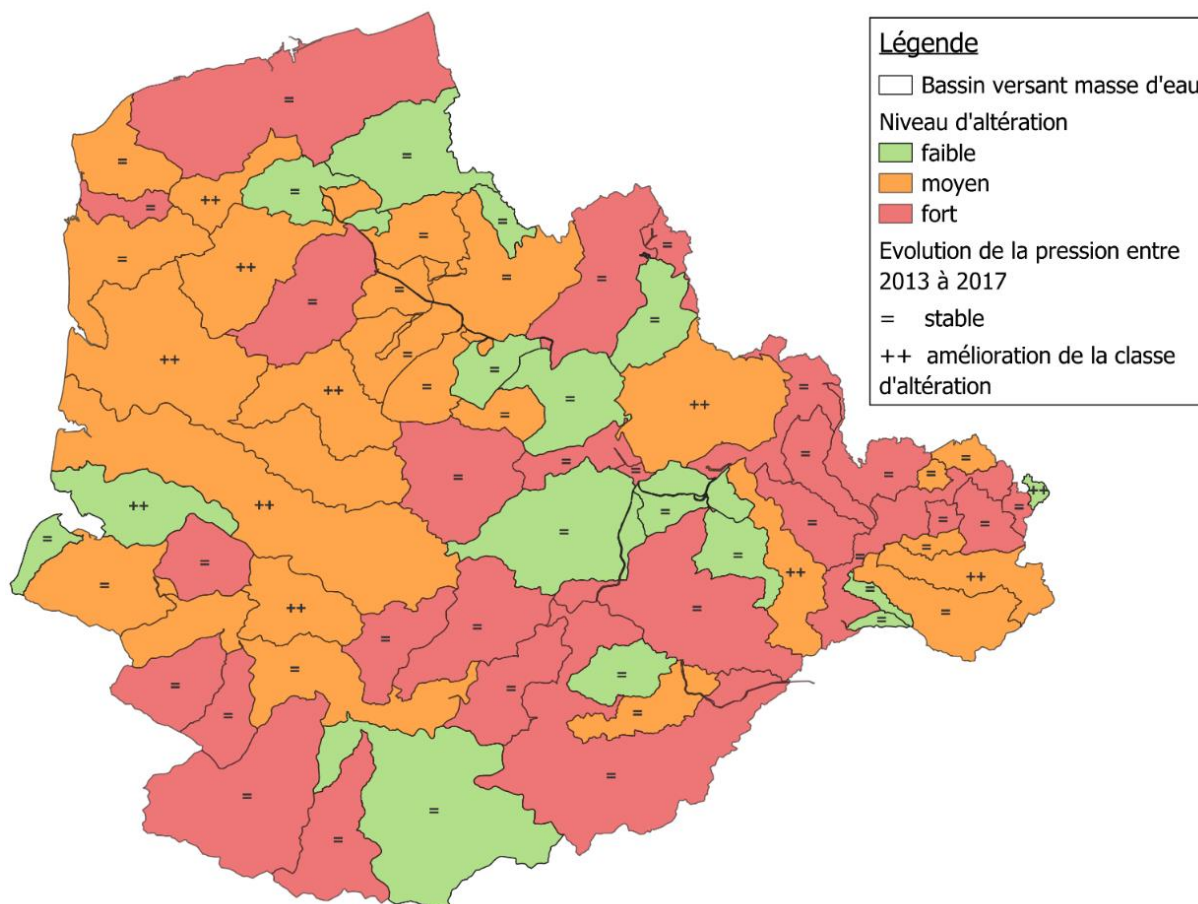 Légende
Bassin versant masse d'eau
Niveau d'altération
faible
moyen
fort
Evolution de la pression entre
2013 à 2017
= stable
++ amélioration de la classe
d'altération